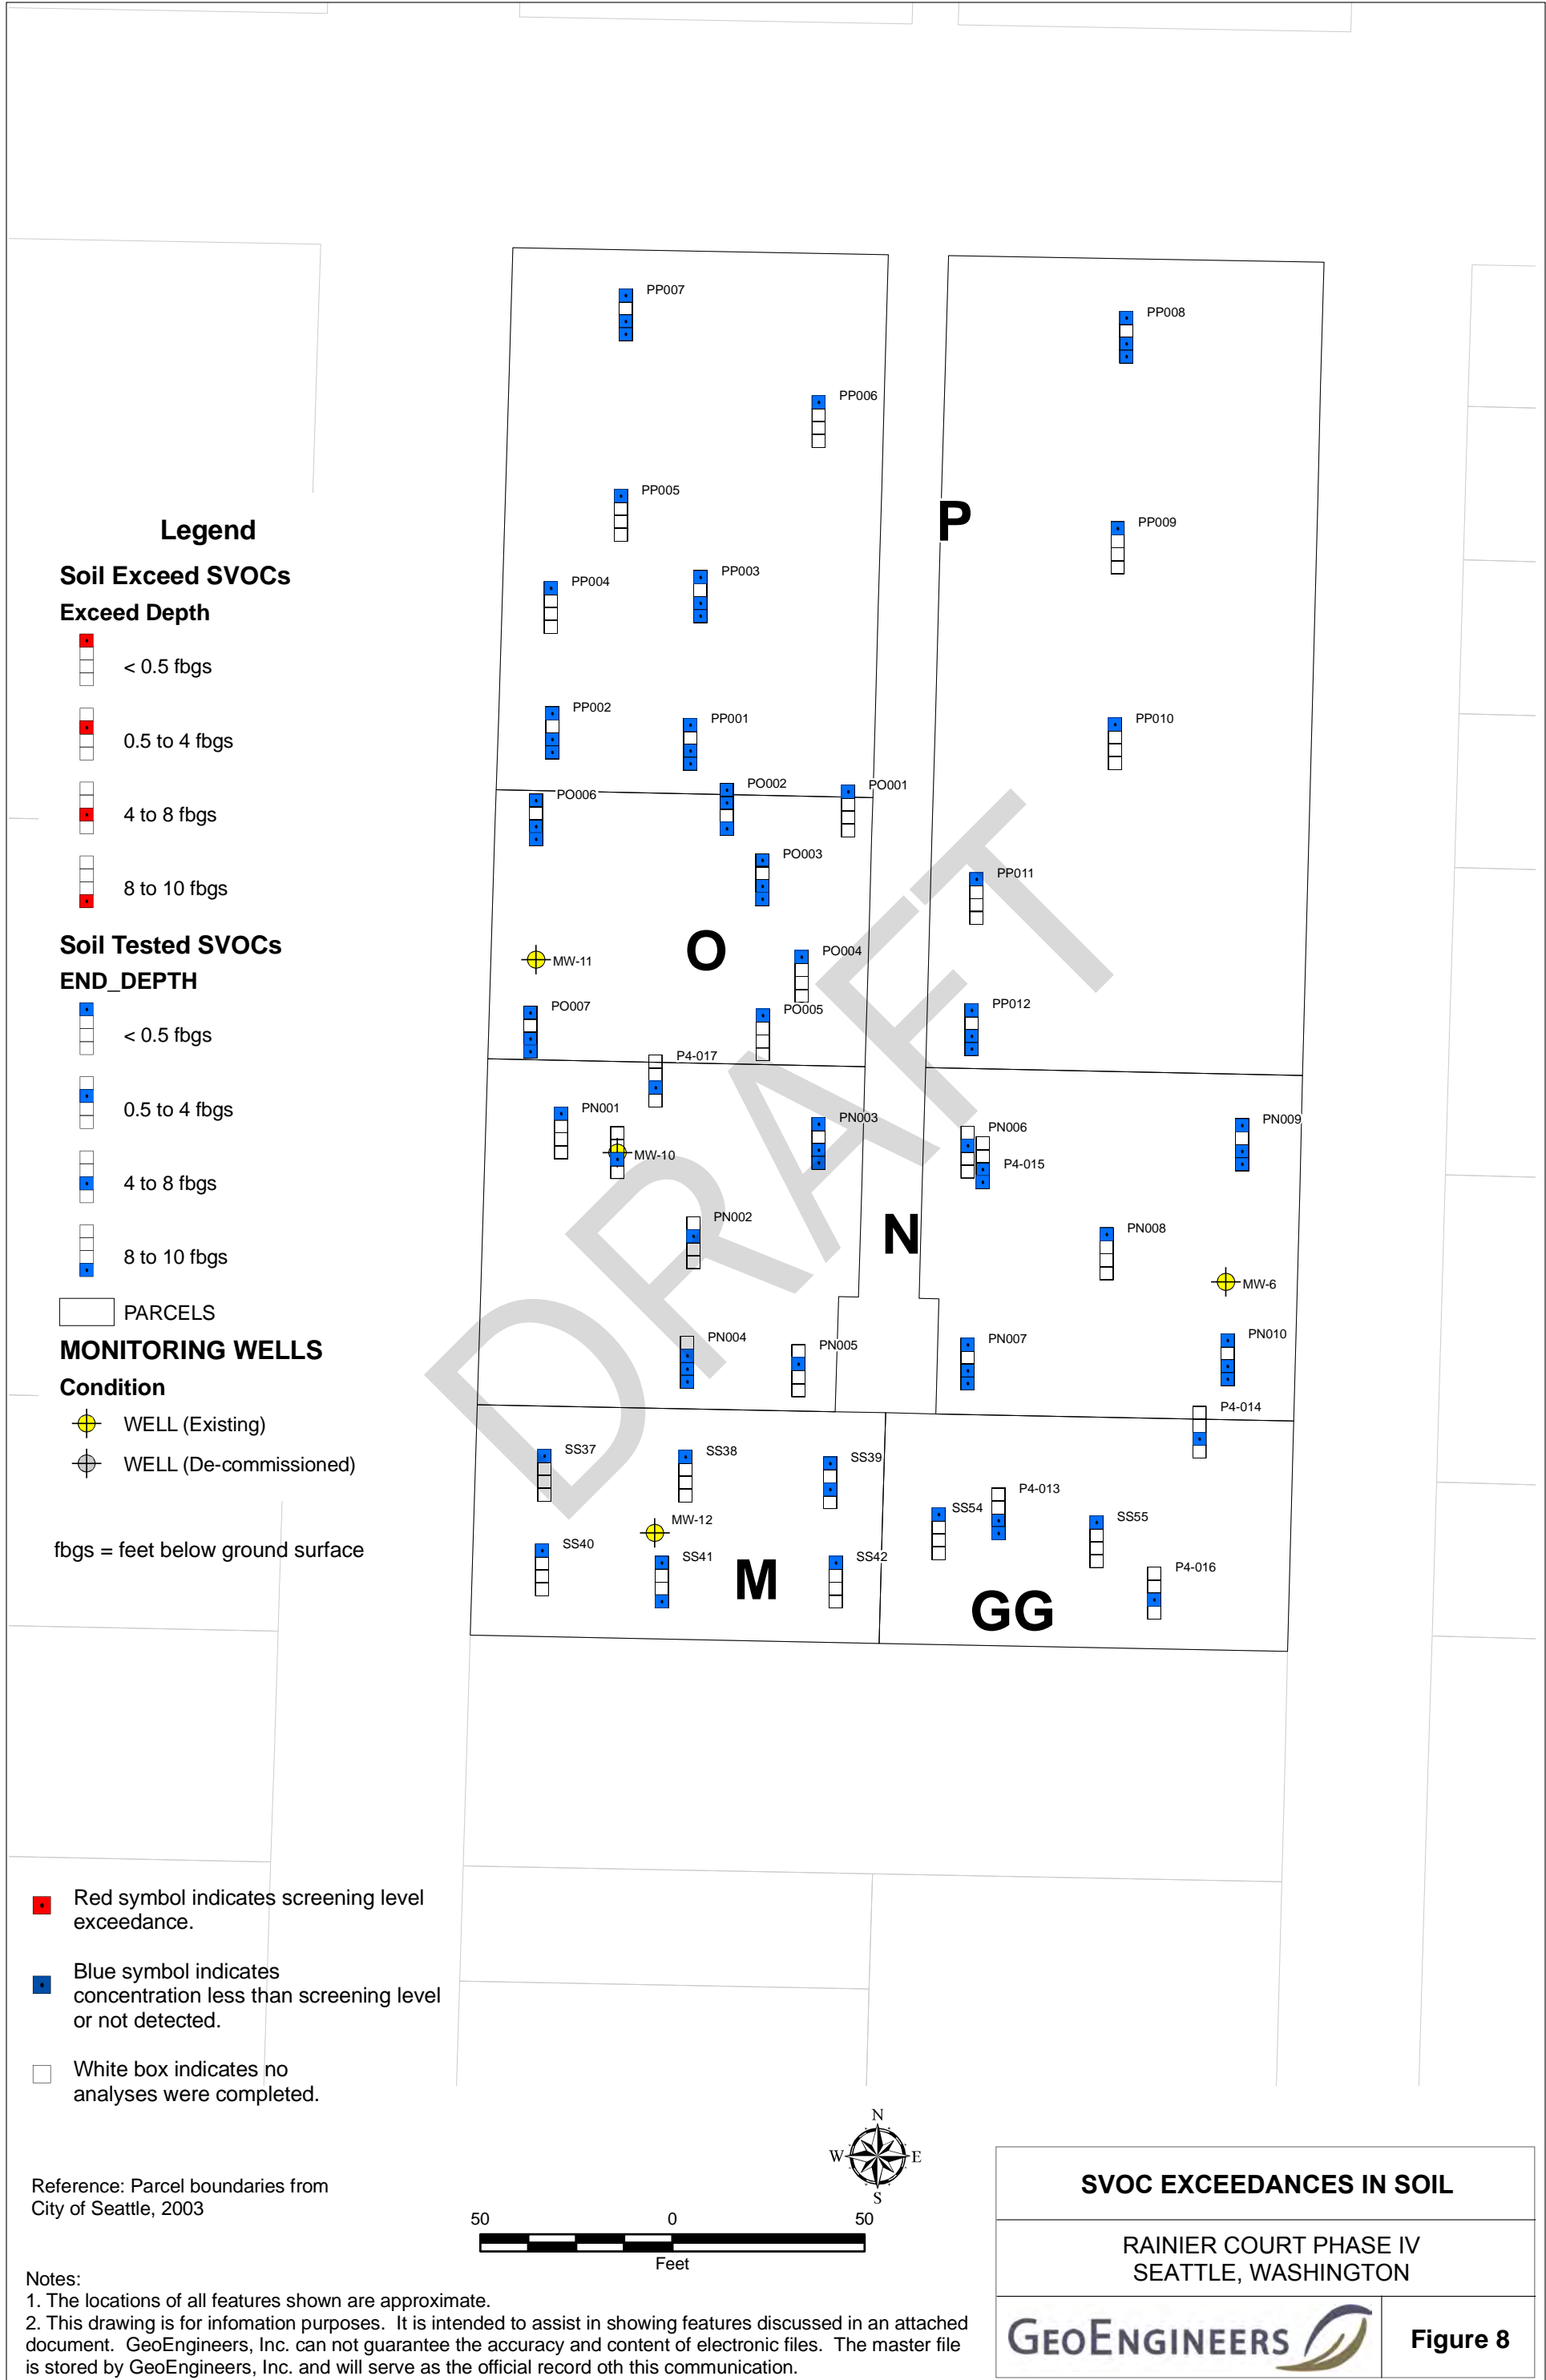 PP007
PP008
PP006
PP005
P
PP009
Legend
Soil Exceed SVOCs
Exceed Depth
< 0.5 fbgs
0.5 to 4 fbgs
4 to 8 fbgs
8 to 10 fbgs
PP004
PP003
PP002
PP001
PP010
PO006
PO002
PO001
PO003
PP011
O
PO004
MW-11
PO007
PO005
PP012
P4-017
Soil Tested SVOCs
END_DEPTH
< 0.5 fbgs
0.5 to 4 fbgs
4 to 8 fbgs
8 to 10 fbgs
PARCELS
PN001
PN003
PN006
PN009
MW-10
P4-015
PN002
N
PN008
MW-6
PN004
PN005
PN007
PN010
P4-014
MONITORING WELLS
Condition
WELL (Existing)
WELL (De-commissioned)
fbgs = feet below ground surface
SS37
SS38
SS39
P4-013
SS54
SS55
MW-12
SS40
SS41
M
SS42
P4-016
GG
DRAFT
Red symbol indicates screening level
exceedance.
Blue symbol indicates
concentration less than screening level
or not detected.
White box indicates no
analyses were completed.
N
W E
S
Reference: Parcel boundaries from
City of Seattle, 2003
50 0 50
Feet
Notes:
1. The locations of all features shown are approximate.
2. This drawing is for infomation purposes. It is intended to assist in showing features discussed in an attached
document. GeoEngineers, Inc. can not guarantee the accuracy and content of electronic files. The master file
is stored by GeoEngineers, Inc. and will serve as the official record oth this communication.
SVOC EXCEEDANCES IN SOIL
RAINIER COURT PHASE IV
SEATTLE, WASHINGTON
GEOENGINEERS
Figure 8